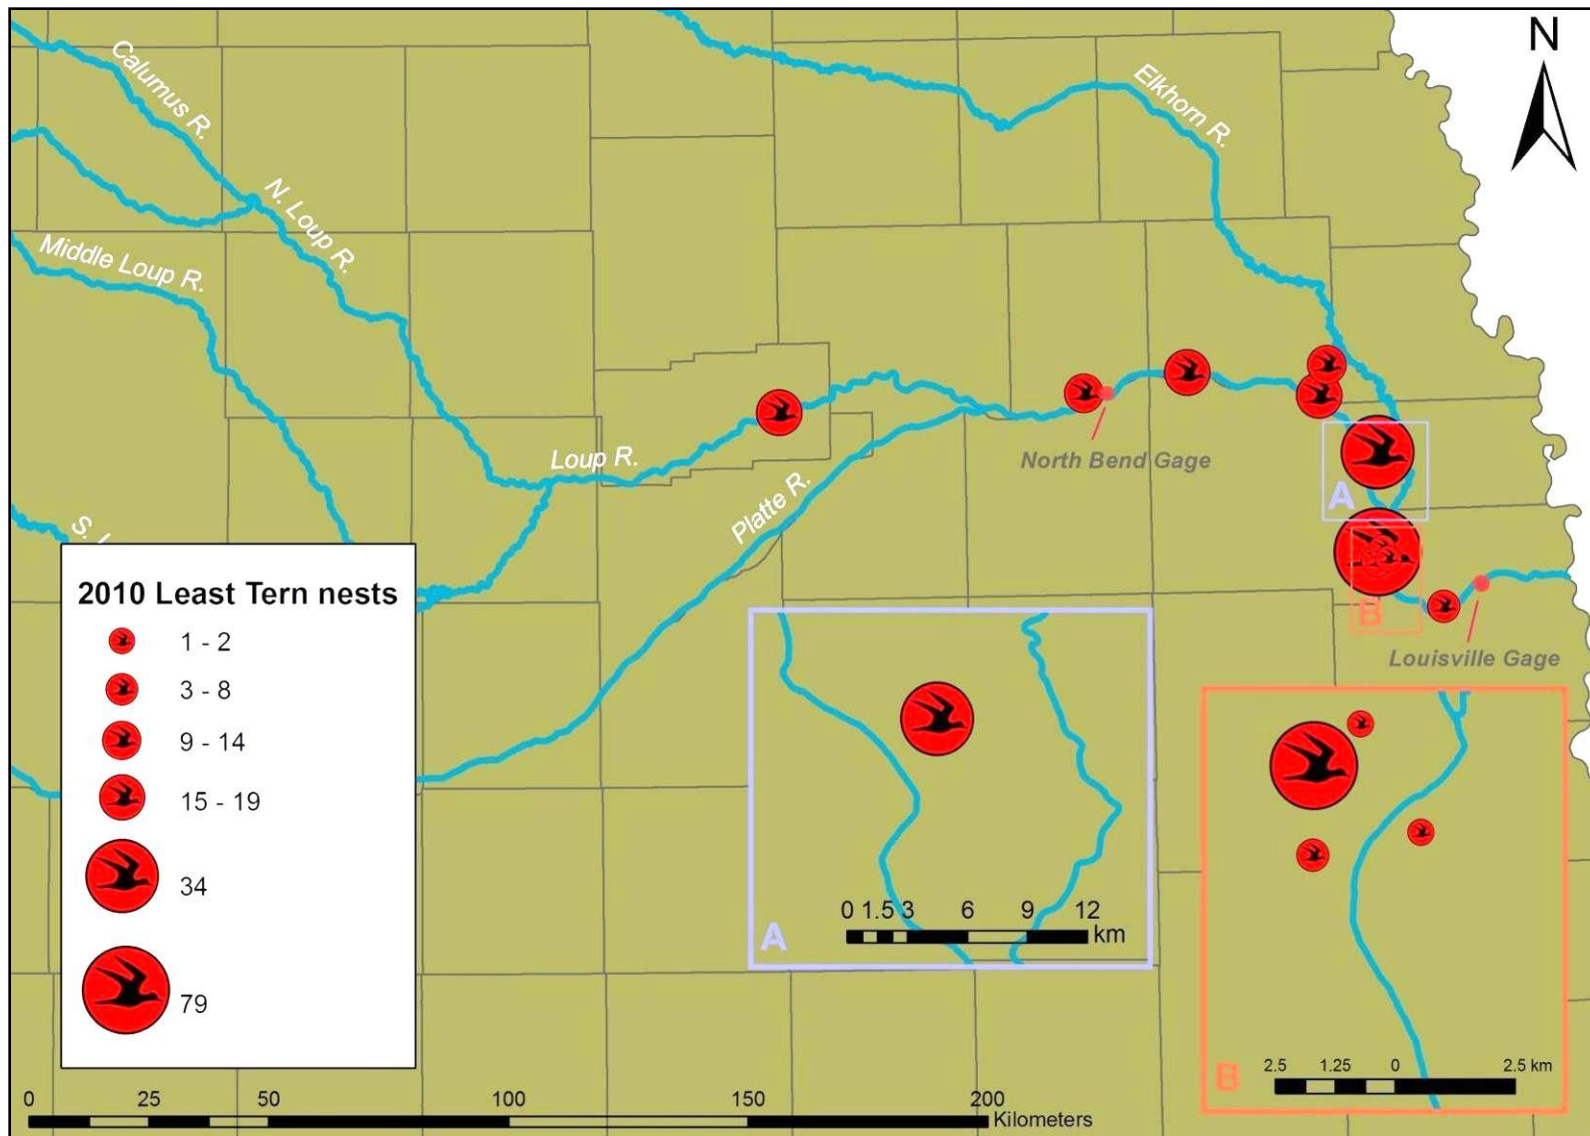 N
Calumus R.
Elkhorn R.
N. Loup R.
Middle Loup R.
Loup R.
North Bend Gage
Platte R.
A
S.
2010 Least Tern nests
1 - 2
3 - 8
9 - 14
15 - 19
34
79
B
Louisville Gage
0 1.5 3 6 9 12
km
A
2.5 1.25 0 2.5 km
B
0 25 50 100 150 200
Kilometers